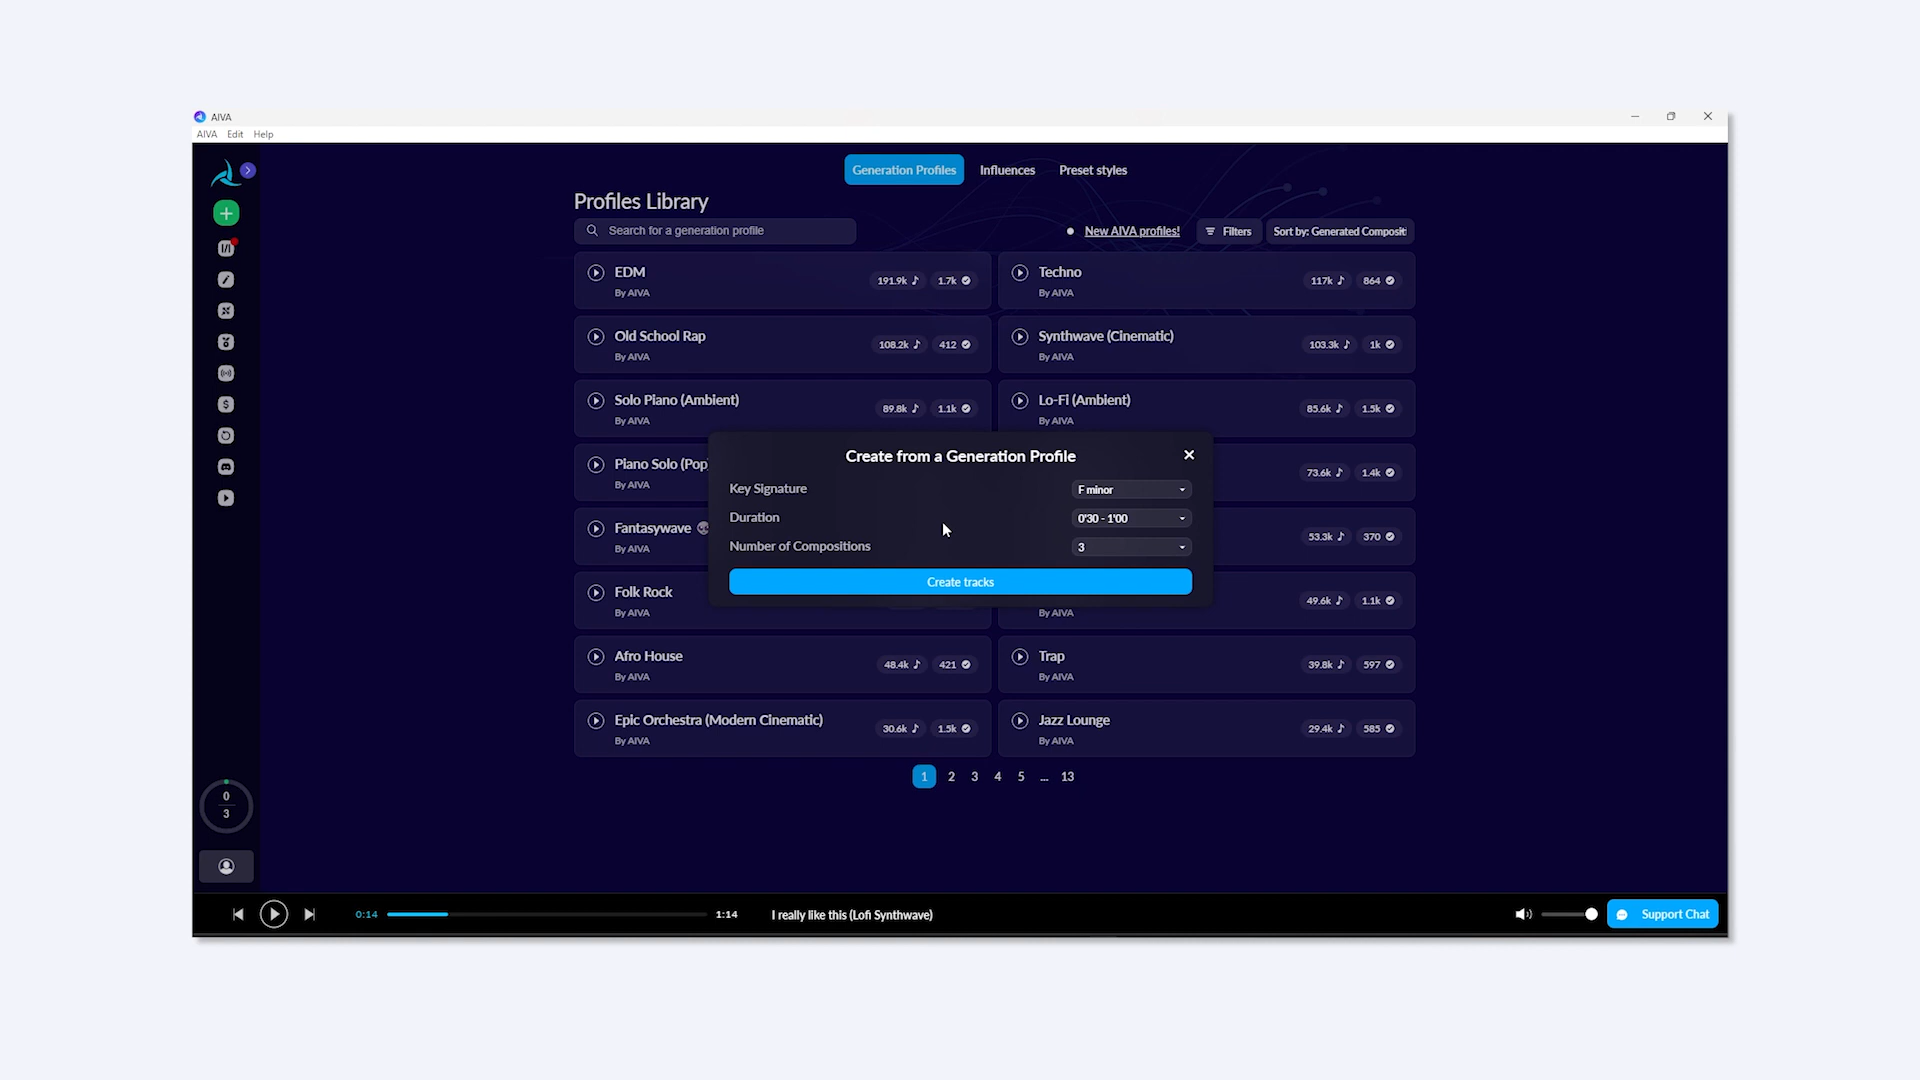 AIVA
AIVA Edit Help
Generation Profiles Influences Preset styles
Profiles Library
Search for a generation profile
New AIVA profiles! Filters Sort by: Generated Composit
EDM 191.9k 1.7k
By AIVA
Techno 117k 864
By AIVA
Old School Rap 108.2k 412
By AIVA
Synthwave (Cinematic) 103.3k 1k
By AIVA
Solo Piano (Ambient) 89.8k 1.1k
By AIVA
Lo-Fi (Ambient) 85.6k 1.5k
By AIVA
Piano Solo (Pop)
By AIVA
73.6k 1.4k
Fantasywave
By AIVA
53.3k 370
Folk Rock
By AIVA
49.6k 1.1k
By AIVA
Create from a Generation Profile
Key Signature F minor
Duration 0'30 - 1'00
Number of Compositions 3
Create tracks
Afro House 48.4k 421
By AIVA
Trap 39.8k 597
By AIVA
Epic Orchestra (Modern Cinematic) 30.6k 1.5k
By AIVA
Jazz Lounge 29.4k 585
By AIVA
1 2 3 4 5 ... 13
0
3
0:14 1:14 I really like this (Lofi Synthwave) Support Chat